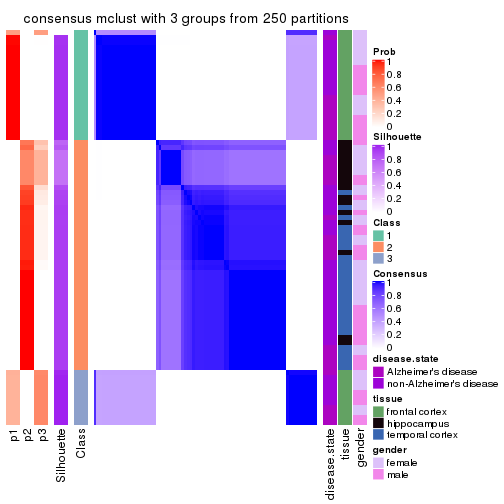 consensus mclust with 3 groups from 250 partitions
Prob
1
0.8
0.6
0.4
0.2
0
Silhouette
1
0.8
0.6
0.4
0.2
0
Class
1
2
3
Consensus
1
0.8
0.6
0.4
0.2
0
disease.state
Alzheimer's disease
non-Alzheimer's disease
tissue
frontal cortex
hippocampus
temporal cortex
gender
female
male
p1
p2
p3
Silhouette
Class
disease.state
tissue
gender